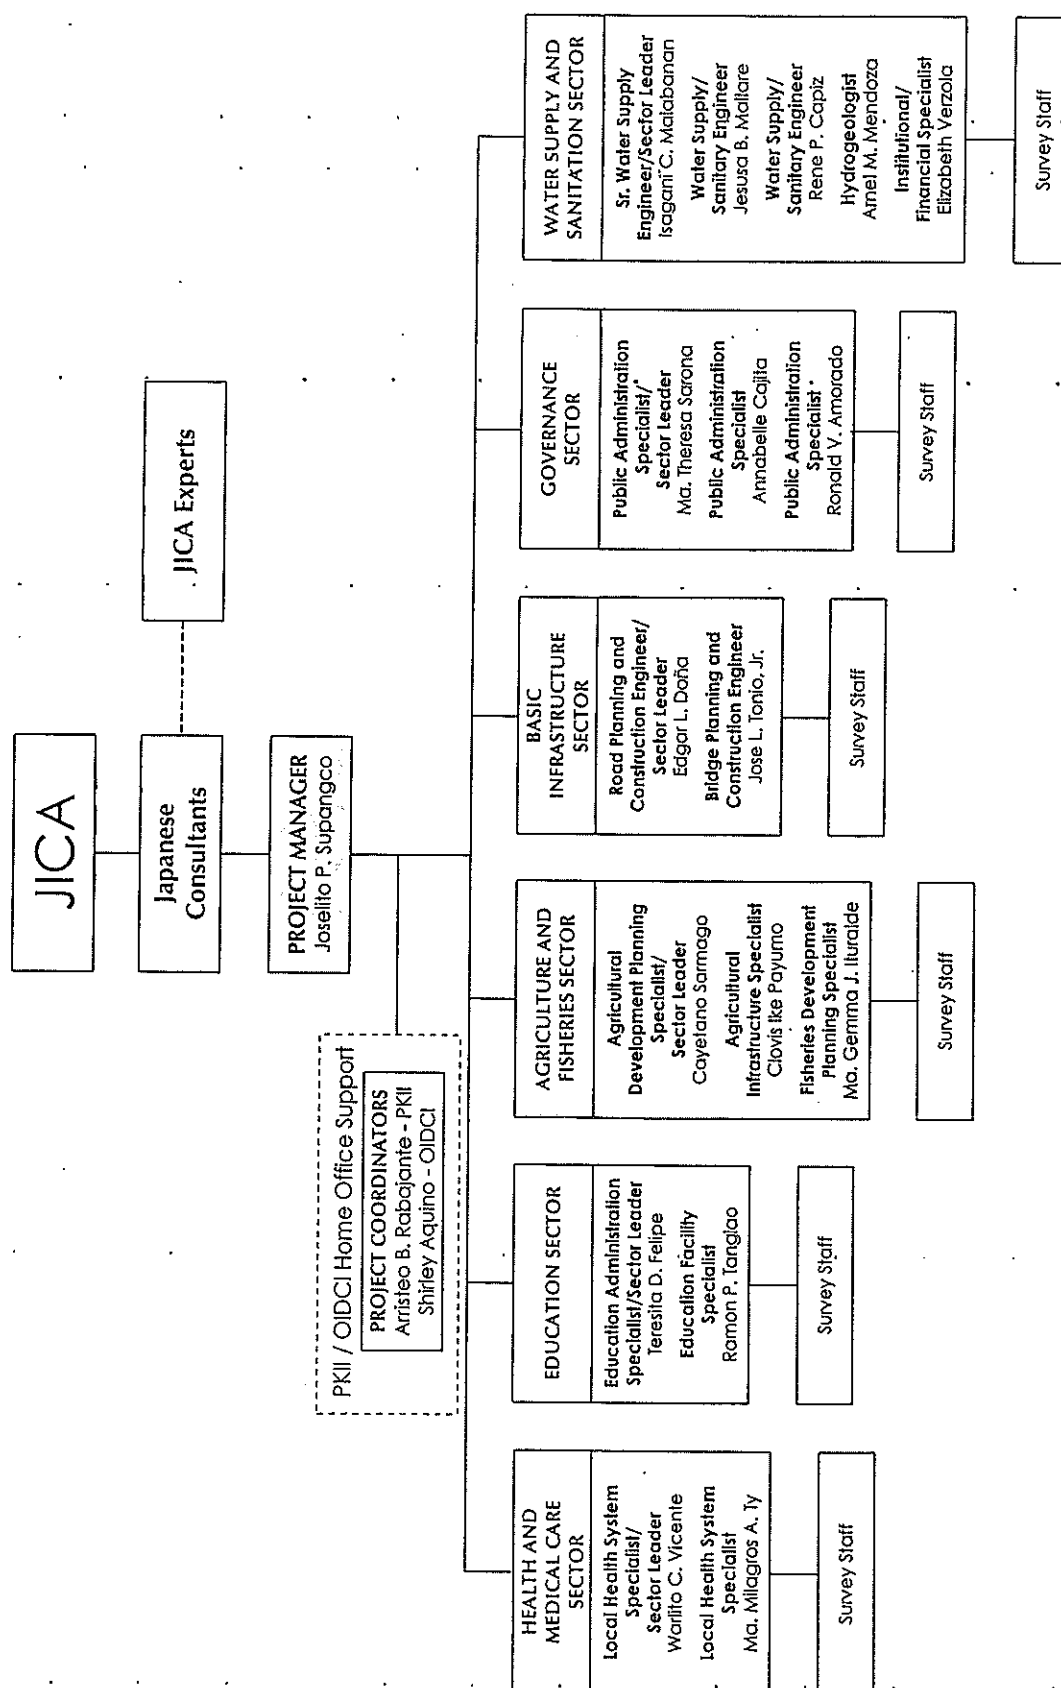 JICA
Japanese
Consultants
JICA Experts
PROJECT MANAGER
Joselito P. Supangco
PKII / OIDCI Home Office Support
PROJECT COORDINATORS
Arristeo B. Rabajante - PKII
Shirley Aquino - OIDCI
HEALTH AND
MEDICAL CARE
SECTOR
Local Health System
Specialist/
Sector Leader
Warlito C. Vicente
Local Health System
Specialist
Ma. Milagros A. Ty
Survey Staff
EDUCATION SECTOR
Education Administration
Specialist/Sector Leader
Teresita D. Felipe
Education Facility
Specialist
Ramon P. Tanglao
Survey Staff
AGRICULTURE AND
FISHERIES SECTOR
Agricultural
Development Planning
Specialist/
Sector Leader
Cayetano Sarmago
Agricultural
Infrastructure Specialist
Clovis Ike Payumo
Fisheries Development
Planning Specialist
Ma. Gemma J. Ituralde
Survey Staff
BASIC
INFRASTRUCTURE
SECTOR
Road Planning and
Construction Engineer/
Sector Leader
Edgar L. Doña
Bridge Planning and
Construction Engineer
Jose L. Tonio, Jr.
Survey Staff
GOVERNANCE
SECTOR
Public Administration
Specialist/
Sector Leader
Ma. Theresa Sarona
Public Administration
Specialist
Annabelle Cajita
Public Administration
Specialist
Ronald V. Amorado
Survey Staff
WATER SUPPLY AND
SANITATION SECTOR
Sr. Water Supply
Engineer/Sector Leader
Isagani C. Malabanan
Water Supply/
Sanitary Engineer
Jesusa B. Mallare
Water Supply/
Sanitary Engineer
Rene P. Capiz
Hydrogeologist
Arnel M. Mendoza
Institutional/
Financial Specialist
Elizabeth Verzola
Survey Staff